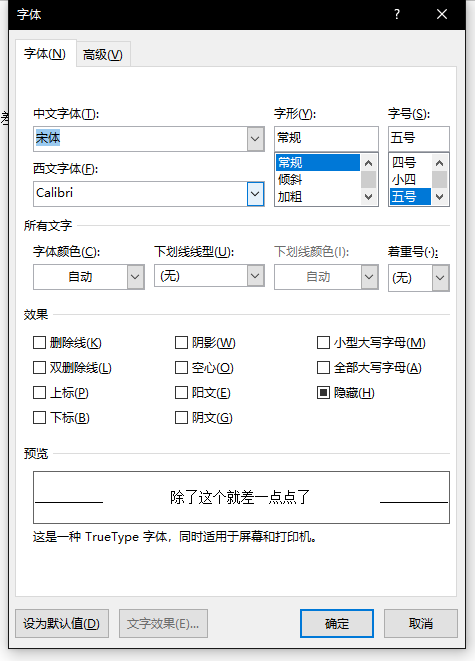 字体
?
字体(N) 高级(V)
中文字体(T): 字形(Y): 字号(S):
宋体 常规 五号
常规 四号
西文字体(F): 倾斜 小四
Calibri 加粗 五号
所有文字
字体颜色(C): 下划线线型(U): 下划线颜色(I): 着重号(·):
自动 (无) 自动 (无)
效果
删除线(K) 阴影(W) 小型大写字母(M)
双删除线(L) 空心(O) 全部大写字母(A)
上标(P) 阳文(E) 隐藏(H)
下标(B) 阴文(G)
预览
除了这个就差一点点了
这是一种 TrueType 字体，同时适用于屏幕和打印机。
设为默认值(D) 文字效果(E)... 确定 取消